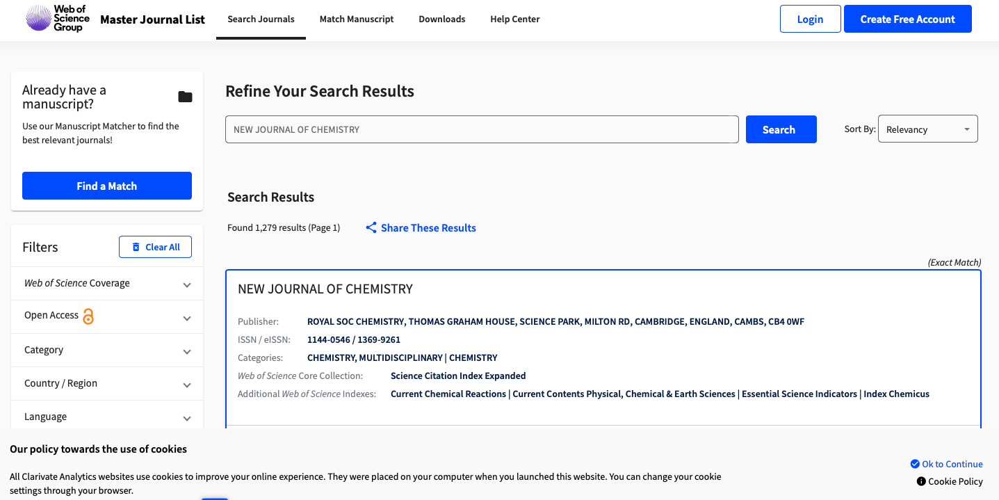 Web of
Science
Group
Master Journal List
Search Journals
Match Manuscript
Downloads
Help Center
Login
Create Free Account
Already have a
manuscript?
Use our Manuscript Matcher to find the
best relevant journals!
Find a Match
Filters
Clear All
Web of Science Coverage
Open Access
Category
Country / Region
Language
Refine Your Search Results
NEW JOURNAL OF CHEMISTRY
Search
Sort By: Relevancy
Search Results
Found 1,279 results (Page 1)
Share These Results
(Exact Match)
NEW JOURNAL OF CHEMISTRY
Publisher: ROYAL SOC CHEMISTRY, THOMAS GRAHAM HOUSE, SCIENCE PARK, MILTON RD, CAMBRIDGE, ENGLAND, CAMBS, CB4 0WF
ISSN / eISSN: 1144-0546 / 1369-9261
Categories: CHEMISTRY, MULTIDISCIPLINARY | CHEMISTRY
Web of Science Core Collection: Science Citation Index Expanded
Additional Web of Science Indexes: Current Chemical Reactions | Current Contents Physical, Chemical & Earth Sciences | Essential Science Indicators | Index Chemicus
Our policy towards the use of cookies
All Clarivate Analytics websites use cookies to improve your online experience. They were placed on your computer when you launched this website. You can change your cookie
settings through your browser.
Ok to Continue
Cookie Policy